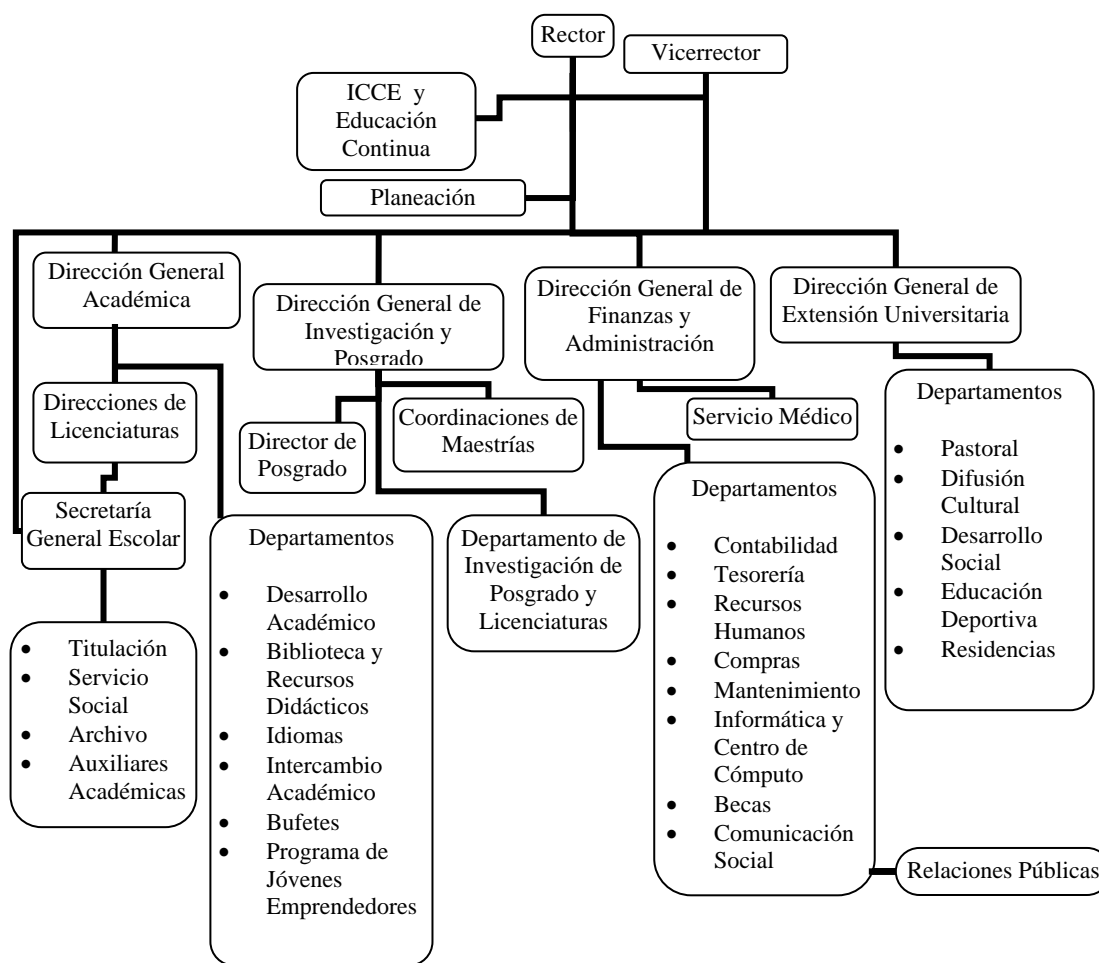 Rector
Vicerrector
ICCE y
Educación
Continua
Planeación
Dirección General
Académica
Dirección General de
Investigación y
Posgrado
Dirección General de
Finanzas y
Administración
Dirección General de
Extensión Universitaria
Direciones de
Licenciaturas
Director de
Posgrado
Coordinaciones de
Maestrías
Servicio Médico
Secretaría
General Escolar
Departamento de
Investigación de
Posgrado y
Licenciaturas
• Titulación
• Servicio
Social
• Archivo
• Auxiliares
Académicas
Departamentos
• Desarrollo
Académico
• Biblioteca y
Recursos
Didácticos
• Idiomas
• Intercambio
Académico
• Bufetes
• Programa de
Jóvenes
Emprendedores
Departamentos
• Contabilidad
• Tesorería
• Recursos
Humanos
• Compras
• Mantenimiento
• Informática y
Centro de
Cómputo
• Becas
• Comunicación
Social
Departamentos
• Pastoral
• Difusión
Cultural
• Desarrollo
Social
• Educación
Deportiva
• Residencias
Relaciones Públicas